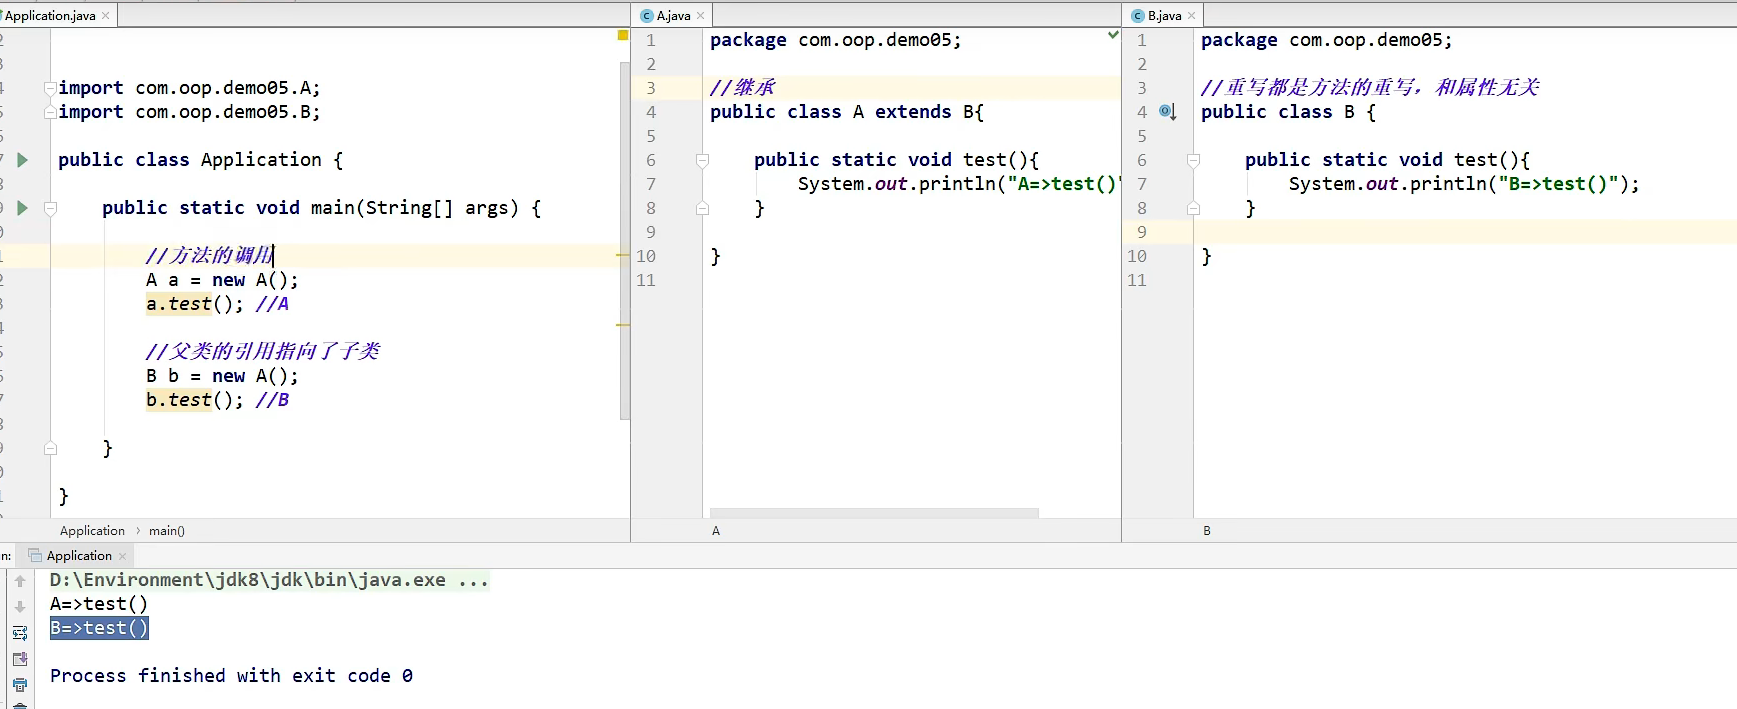 Application.java
import com.oop.demo05.A;
import com.oop.demo05.B;
public class Application {
public static void main(String[] args) {
//方法的调用
A a = new A();
a.test(); //A
//父类的引用指向了子类
B b = new A();
b.test(); //B
}
}
Application › main()
A.java
1 package com.oop.demo05;
2
3 //继承
4 public class A extends B{
5
6 public static void test(){
7 System.out.println("A=>test()"
8 }
9
10 }
11
A
B.java
1 package com.oop.demo05;
2
3 //重写都是方法的重写，和属性无关
4 public class B {
5
6 public static void test(){
7 System.out.println("B=>test()");
8 }
9
10 }
11
B
n: Application
D:\Environment\jdk8\jdk\bin\java.exe ...
A=>test()
B=>test()
Process finished with exit code 0